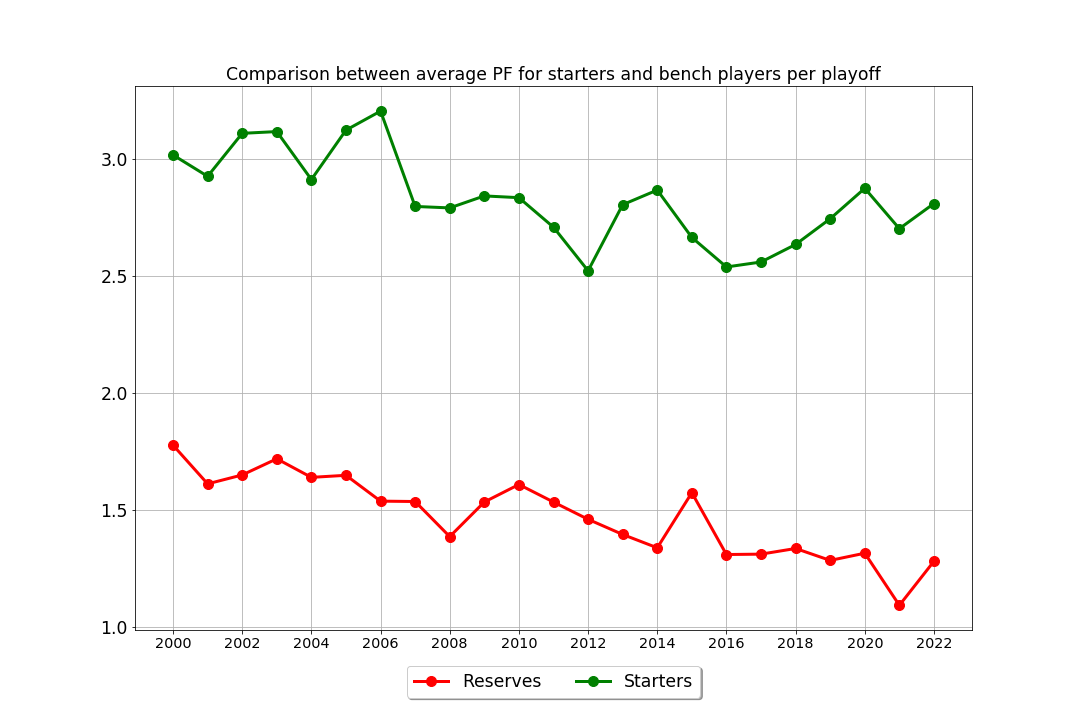 Comparison between average PF for starters and bench players per playoff
3.0
2.5
2.0
1.5
1.0
2000 2002 2004 2006 2008 2010 2012 2014 2016 2018 2020 2022
Reserves Starters